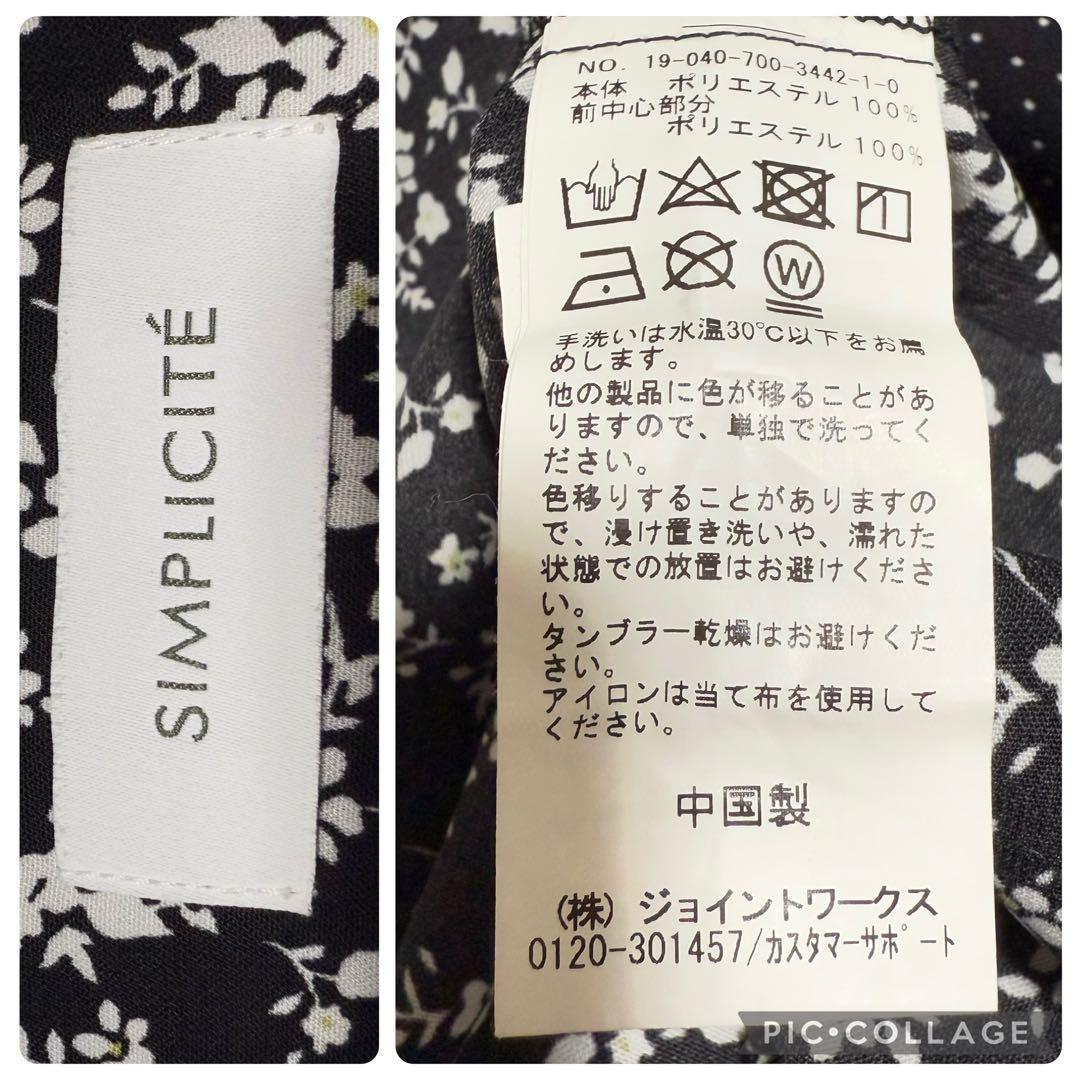 SIMPLICITÉ
NO. 19-040-700-3442-1-0
本体 ポリエステル 100%
前中心部分
ポリエステル 100%
W
手洗いは水温30℃以下をお薦
めします。
他の製品に色が移ることがあ
りますので、単独で洗ってく
ださい。
色移りすることがありますの
で、浸け置き洗いや、濡れた
状態での放置はお避けくださ
い。
タンブラー乾燥はお避けくだ
さい。
アイロンは当て布を使用して
ください。
中国製
(株) ジョイントワークス
0120-301457/カスタマーサポート
PIC•COLLAGE